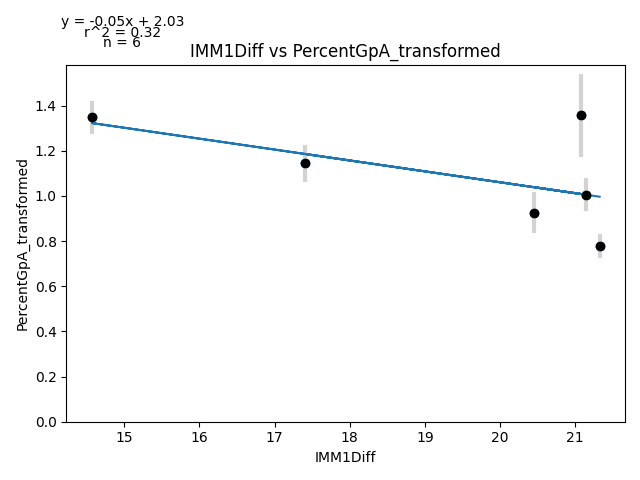 y = -0.05x + 2.03
r^2 = 0.32
n = 6
IMM1Diff vs PercentGpA_transformed
PercentGpA_transformed
1.4
1.2
1.0
0.8
0.6
0.4
0.2
0.0
15 16 17 18 19 20 21
IMM1Diff